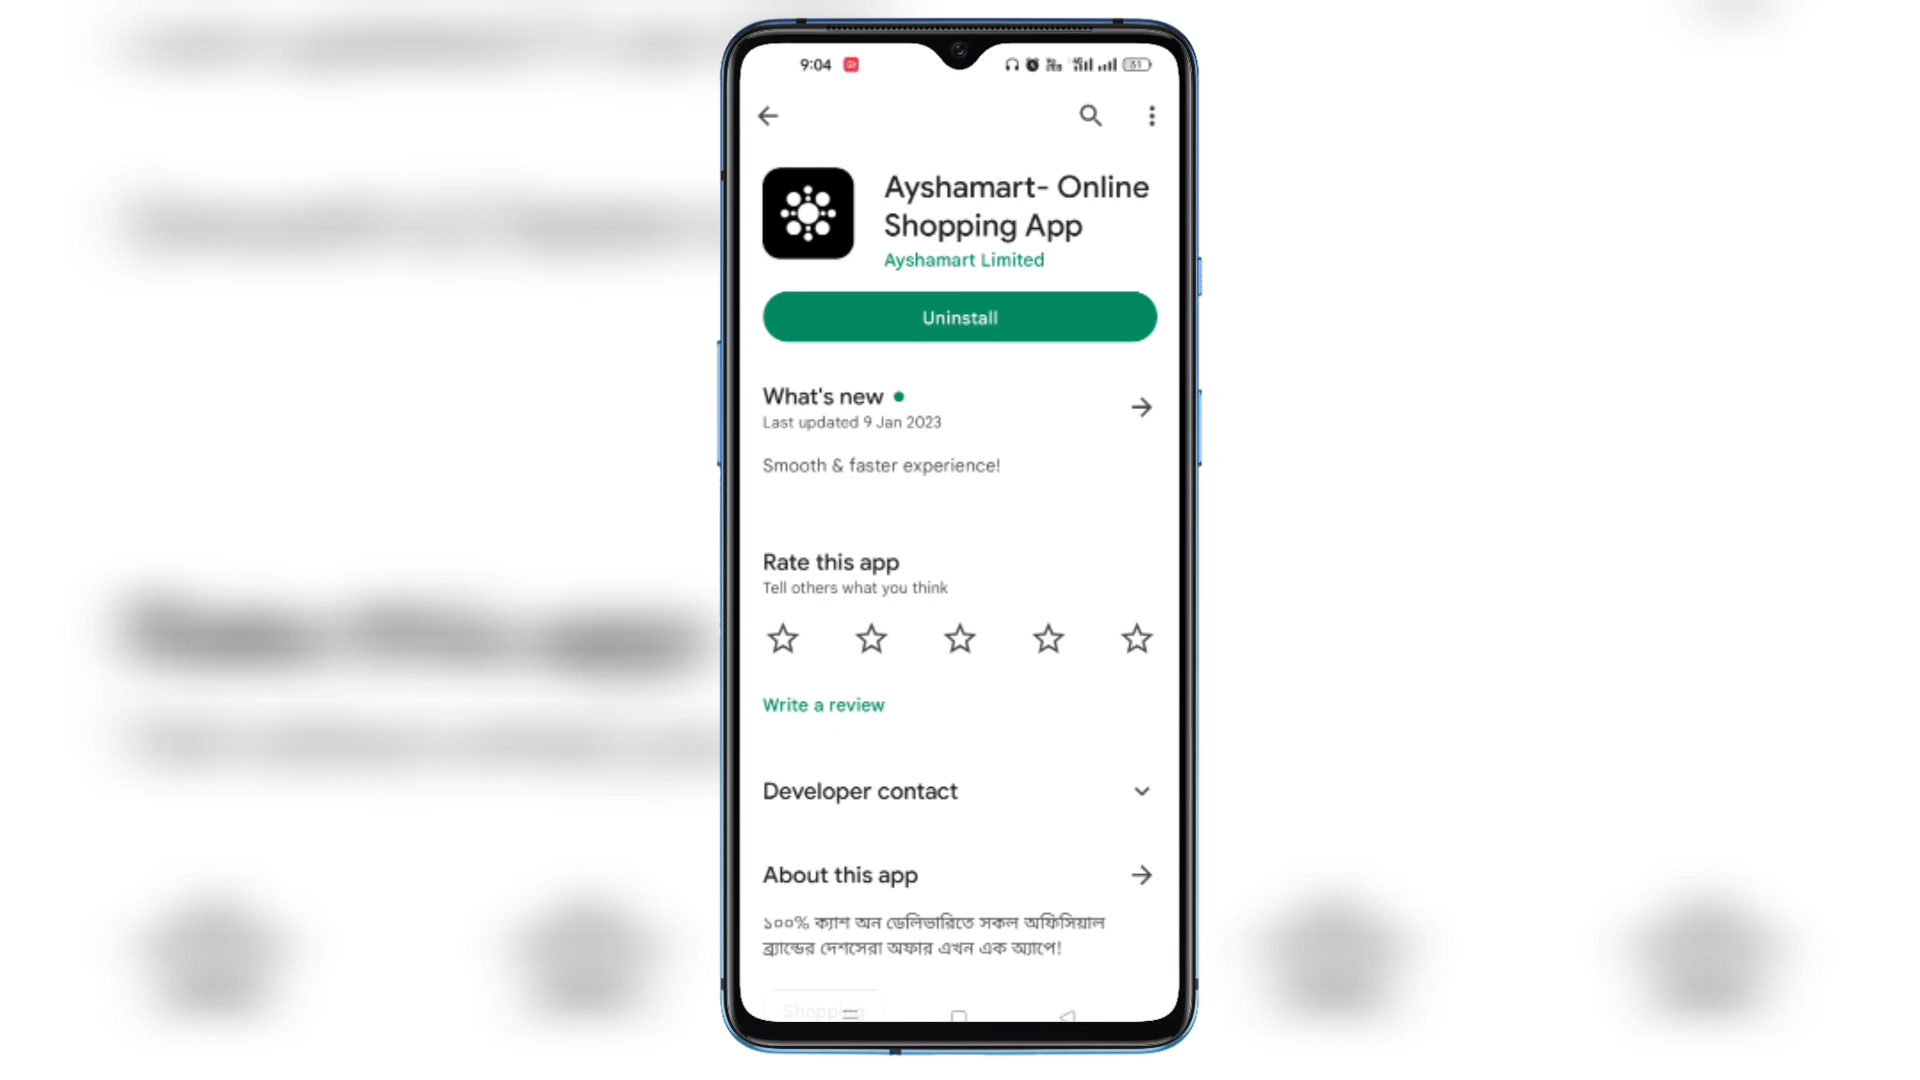 9:04
51
Ayshamart- Online
Shopping App
Ayshamart Limited
Uninstall
What's new
Last updated 9 Jan 2023
Smooth & faster experience!
Rate this app
Tell others what you think
Write a review
Developer contact
About this app
১০০% ক্যাশ অন ডেলিভারিতে সকল অফিসিয়াল
ব্র্যান্ডের দেশসেরা অফার এখন এক অ্যাপে!
Shopping